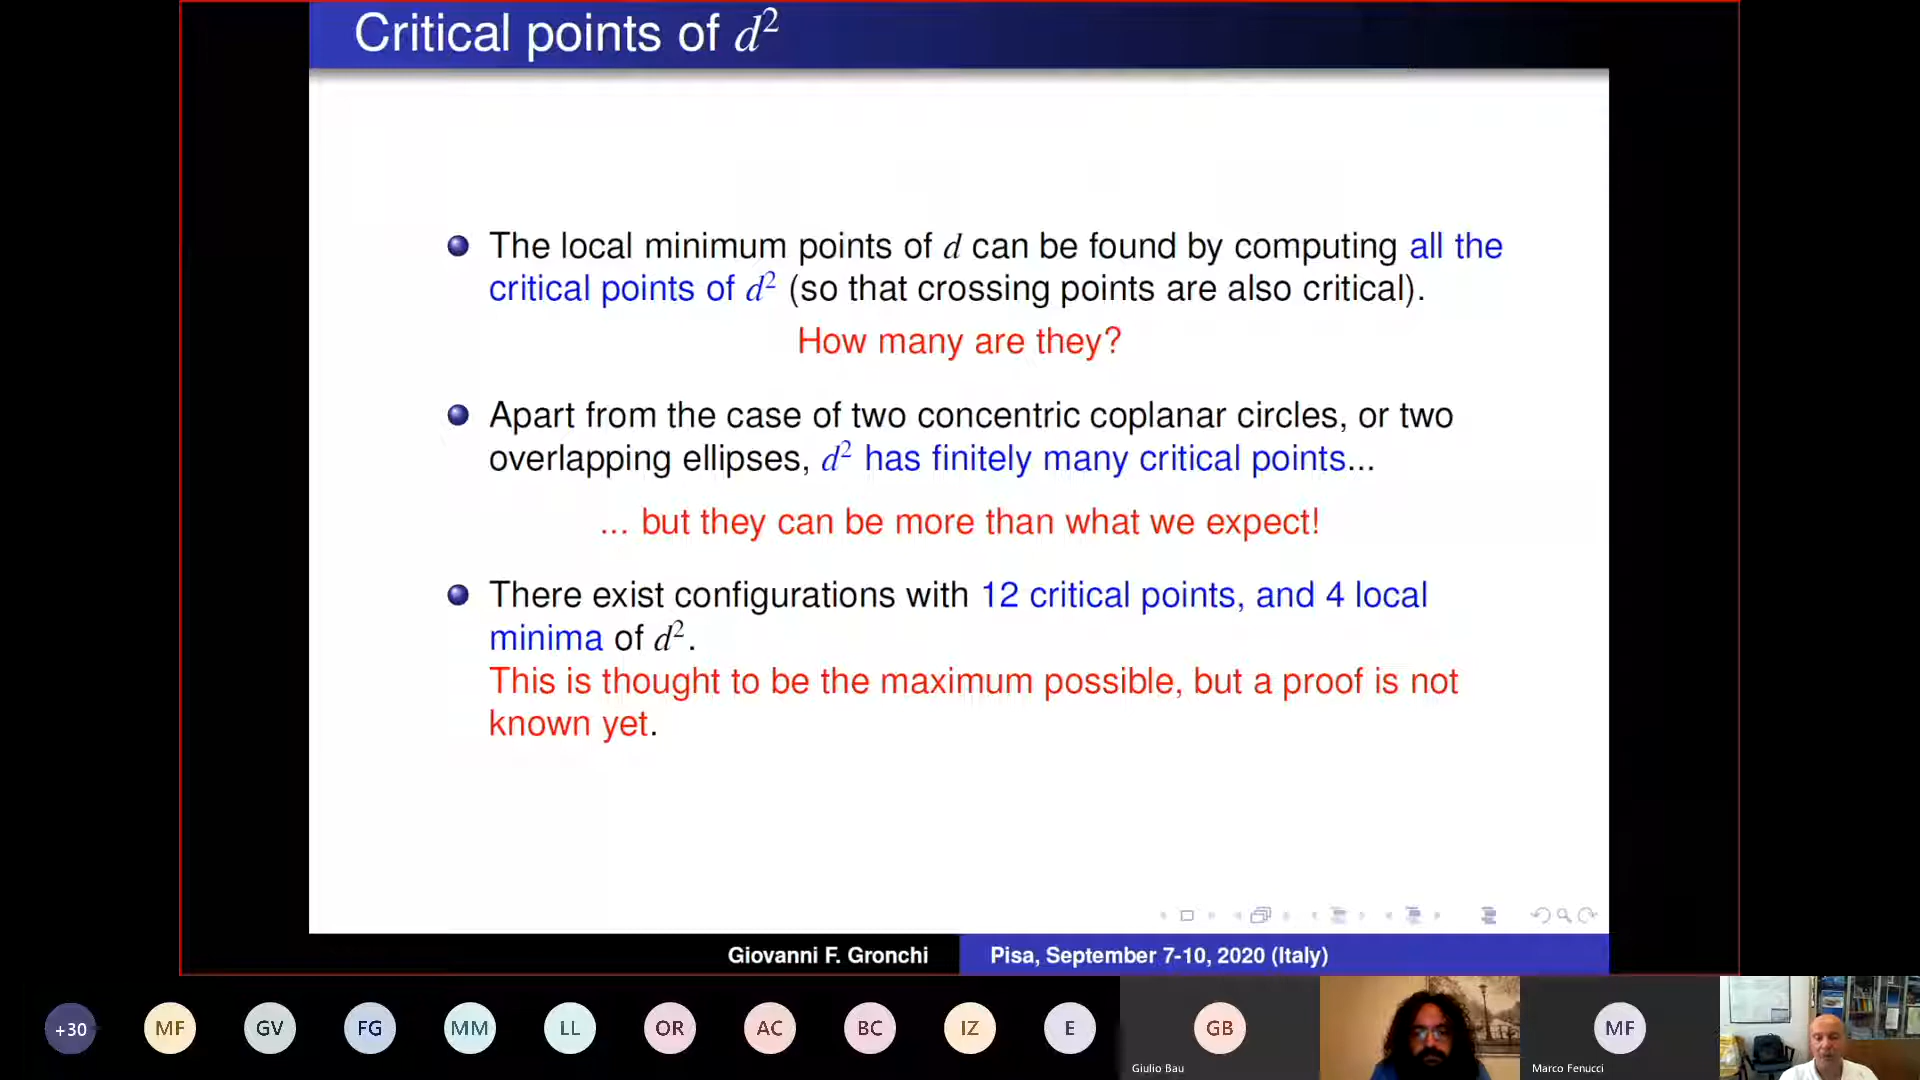 Critical points of d²
The local minimum points of d can be found by computing all the
critical points of d² (so that crossing points are also critical).
How many are they?
Apart from the case of two concentric coplanar circles, or two
overlapping ellipses, d² has finitely many critical points...
... but they can be more than what we expect!
There exist configurations with 12 critical points, and 4 local
minima of d².
This is thought to be the maximum possible, but a proof is not
known yet.
Giovanni F. Gronchi
Pisa, September 7-10, 2020 (Italy)
+30
MF
GV
FG
MM
LL
OR
AC
BC
IZ
E
GB
MF
Giulio Bau
Marco Fenucci